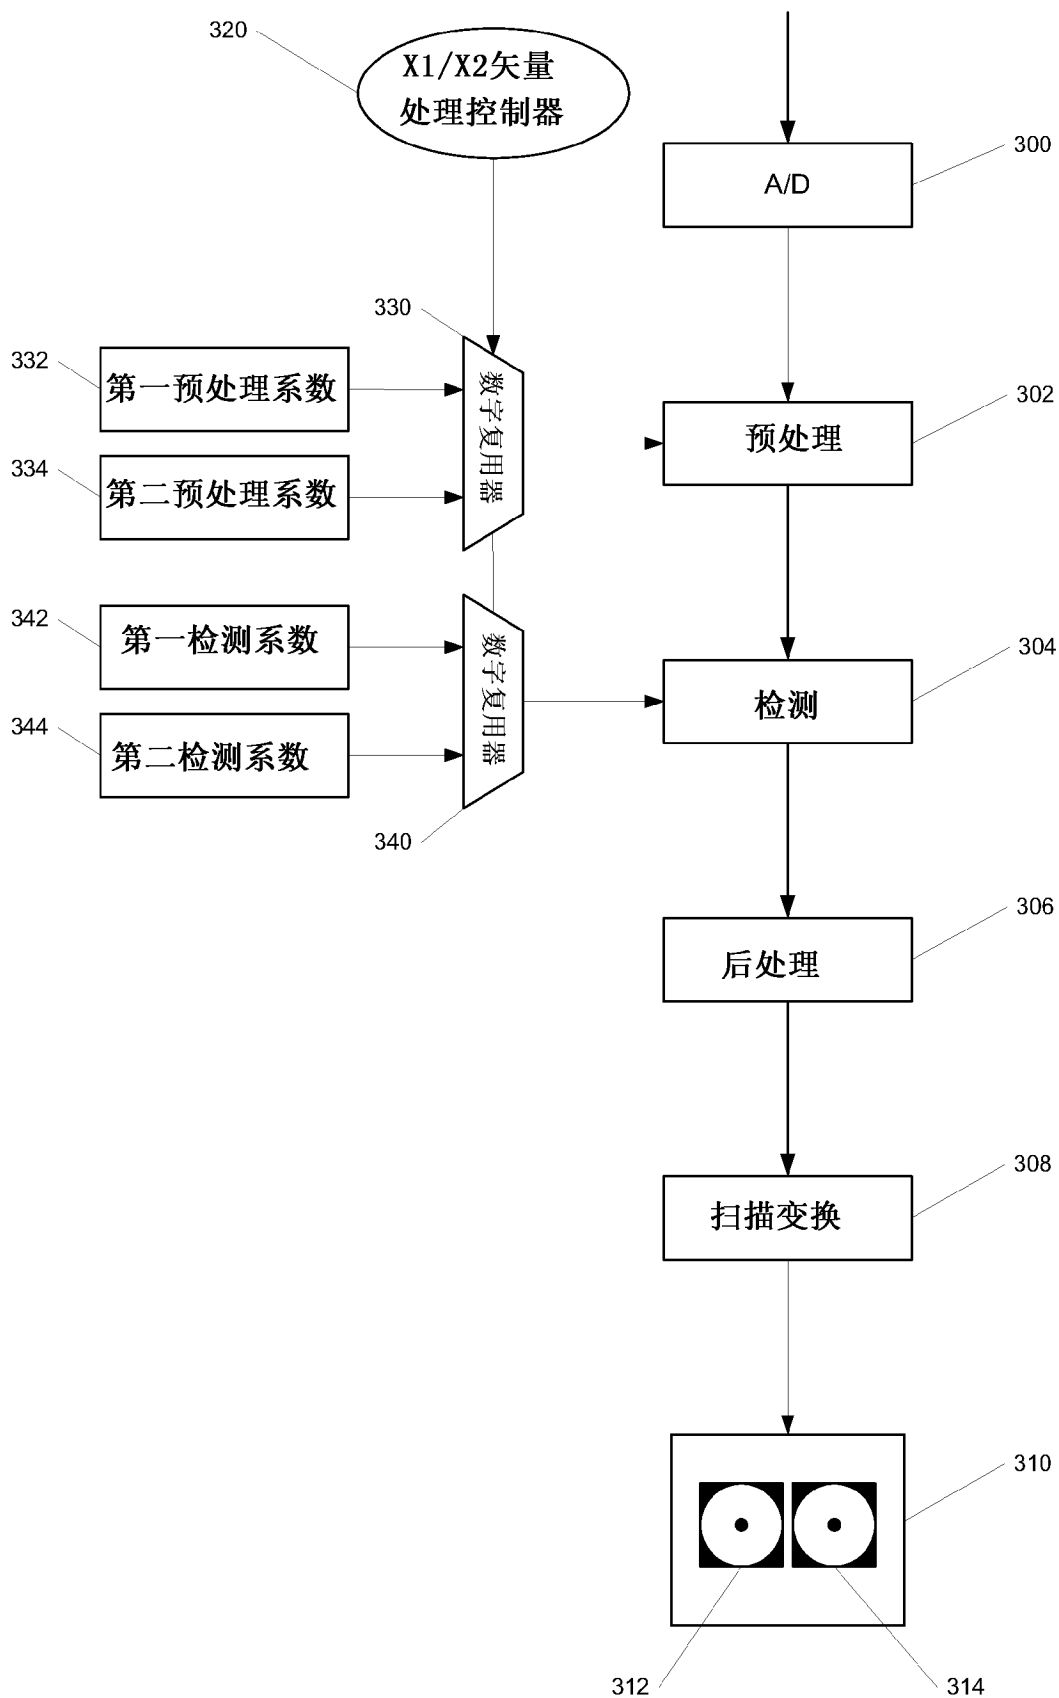 320
X1/X2矢量
处理控制器
300
A/D
330
332
第一预处理系数
数字复用器
302
预处理
334
第二预处理系数
342
第一检测系数
数字复用器
304
检测
344
第二检测系数
340
306
后处理
308
扫描变换
310
312
314